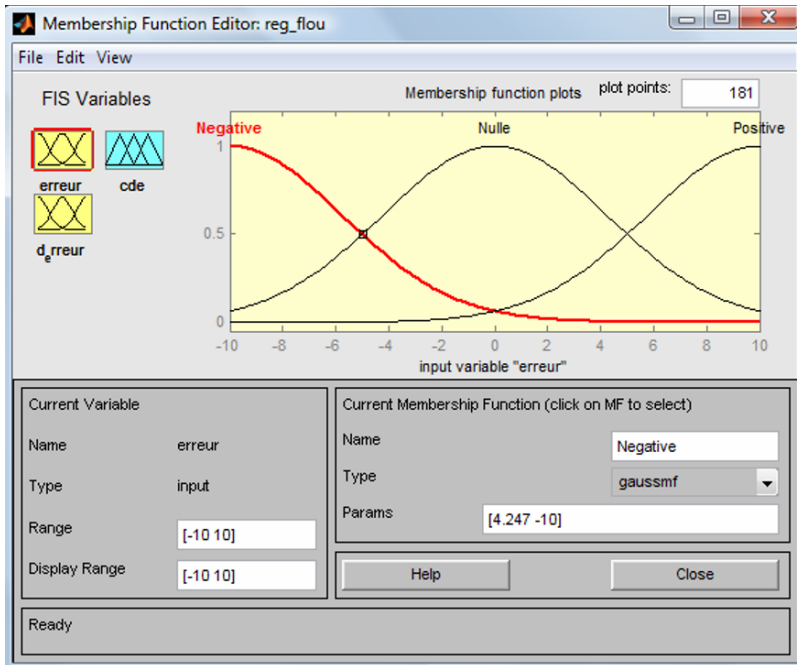 Membership Function Editor: reg_flou
File Edit View
FIS Variables
Membership function plots plot points: 181
erreur
cde
d_erreur
Negative Nulle Positive
1
0.5
0
-10 -8 -6 -4 -2 0 2 4 6 8 10
input variable "erreur"
Current Variable
Name erreur
Type input
Range [-10 10]
Display Range [-10 10]
Current Membership Function (click on MF to select)
Name Negative
Type gaussmf
Params [4.247 -10]
Help Close
Ready